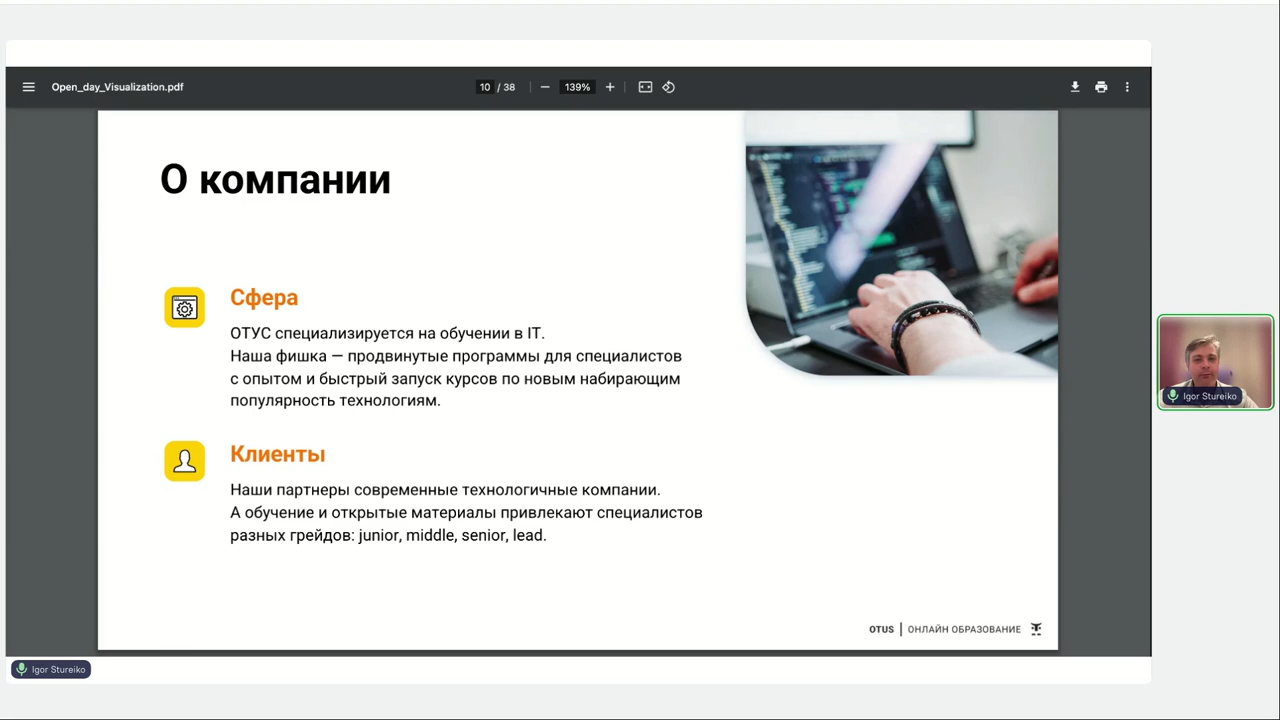 Open_day_Visualization.pdf
10 / 38
139%
О компании
Сфера
ОТУС специализируется на обучении в IT.
Наша фишка — продвинутые программы для специалистов
с опытом и быстрый запуск курсов по новым набирающим
популярность технологиям.
Клиенты
Наши партнеры современные технологичные компании.
А обучение и открытые материалы привлекают специалистов
разных грейдов: junior, middle, senior, lead.
OTUS | ОНЛАЙН ОБРАЗОВАНИЕ
Igor Stureiko
Igor Stureiko